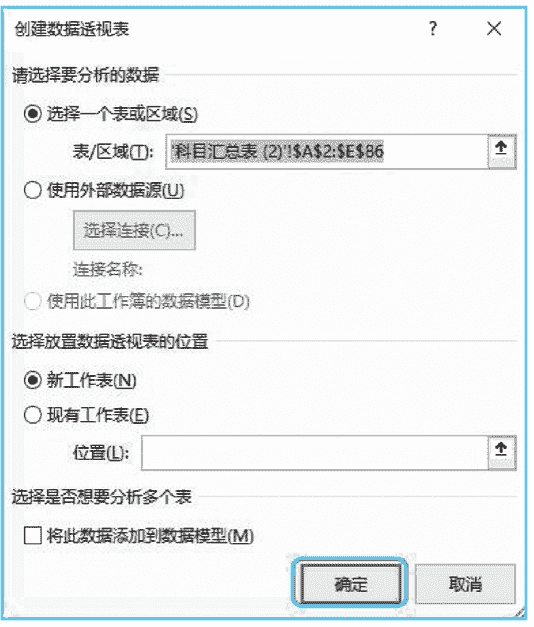 创建数据透视表
?
请选择要分析的数据
选择一个表或区域(S)
表/区域(T): '科目汇总表 (2)'!$A$2:$E$86
使用外部数据源(U)
选择连接(C)...
连接名称:
使用此工作簿的数据模型(D)
选择放置数据透视表的位置
新工作表(N)
现有工作表(E)
位置(L):
选择是否想要分析多个表
将此数据添加到数据模型(M)
确定 取消